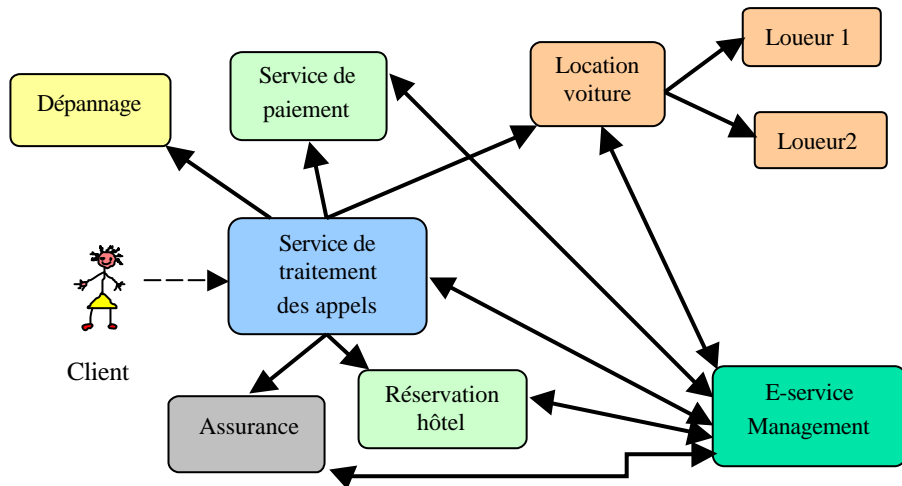 Dépannage
Service de
paiement
Location
voiture
Loueur 1
Loueur2
Service de
traitement
des appels
Client
Assurance
Réservation
hôtel
E-service
Management